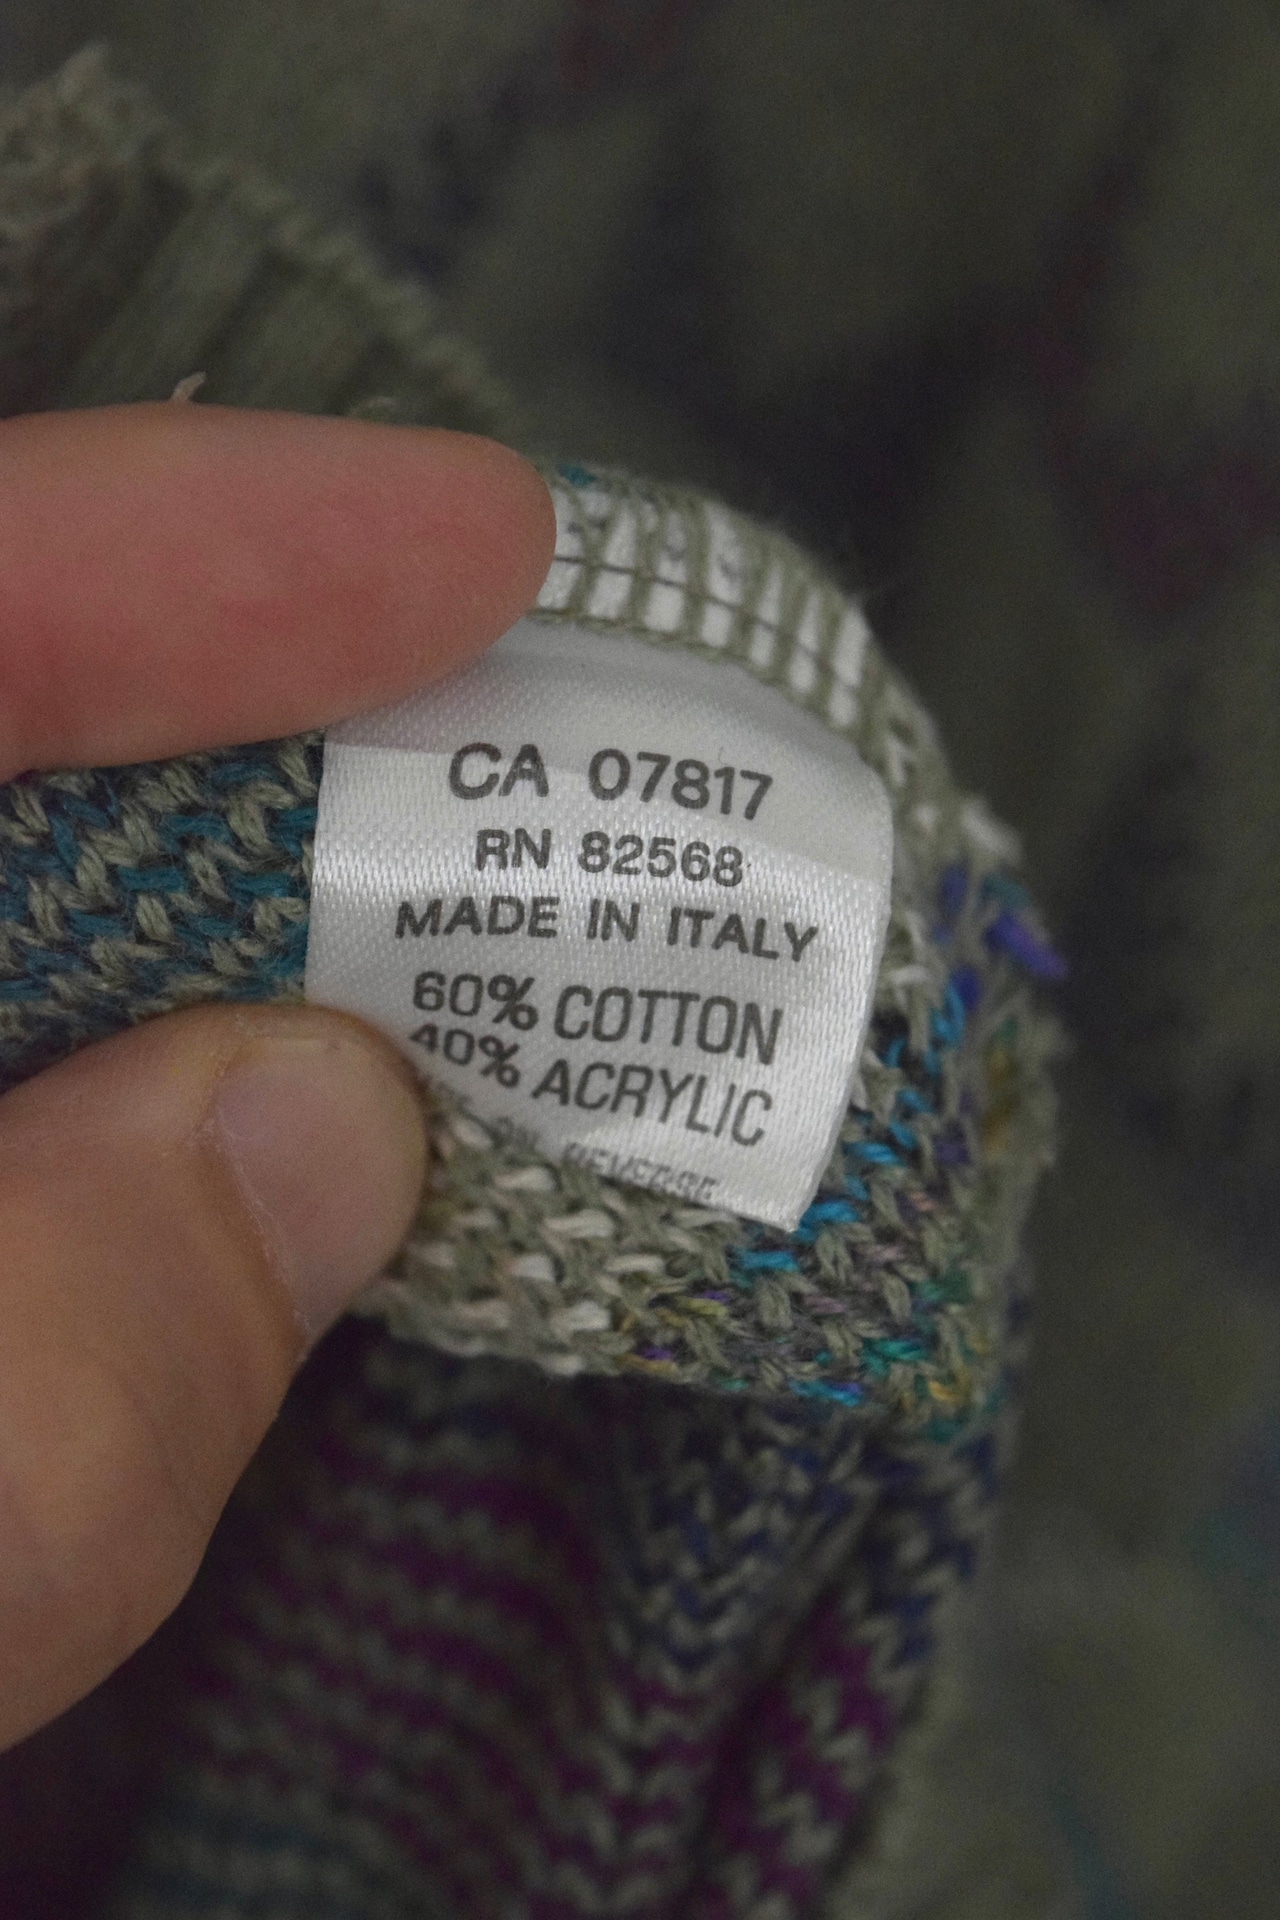 CA 07817
RN 82568
MADE IN ITALY
60% COTTON
40% ACRYLIC